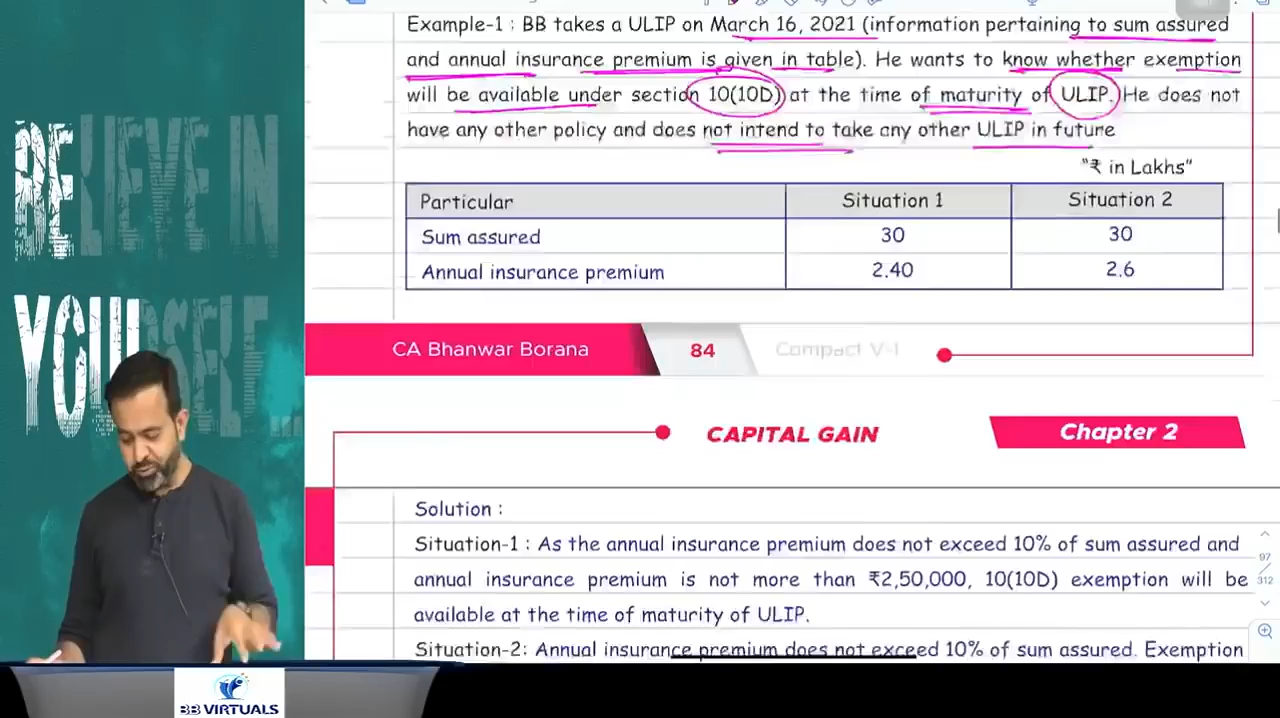 BELIEVE IN
YOURSELF...
Example-1 : BB takes a ULIP on March 16, 2021 (information pertaining to sum assured
and annual insurance premium is given in table). He wants to know whether exemption
will be available under section 10(10D) at the time of maturity of ULIP. He does not
have any other policy and does not intend to take any other ULIP in future
"₹ in Lakhs"
Particular Situation 1 Situation 2
Sum assured 30 30
Annual insurance premium 2.40 2.6
CA Bhanwar Borana 84 Compact V-1
CAPITAL GAIN Chapter 2
Solution :
Situation-1 : As the annual insurance premium does not exceed 10% of sum assured and
annual insurance premium is not more than ₹2,50,000, 10(10D) exemption will be
available at the time of maturity of ULIP.
Situation-2: Annual insurance premium does not exceed 10% of sum assured. Exemption
97
312
BB VIRTUALS